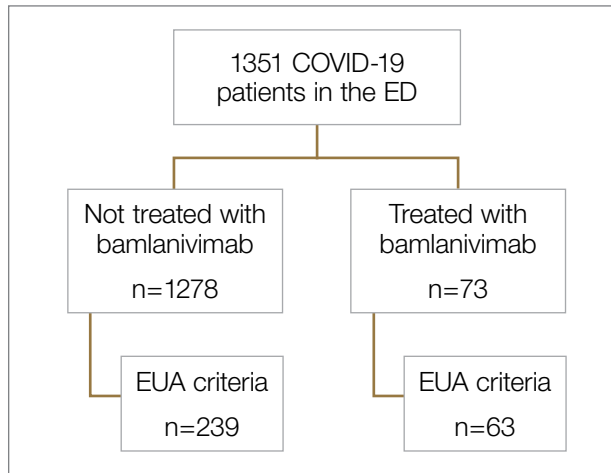 1351 COVID-19
patients in the ED
Not treated with
bamlanivimab
n=1278
Treated with
bamlanivimab
n=73
EUA criteria
n=239
EUA criteria
n=63